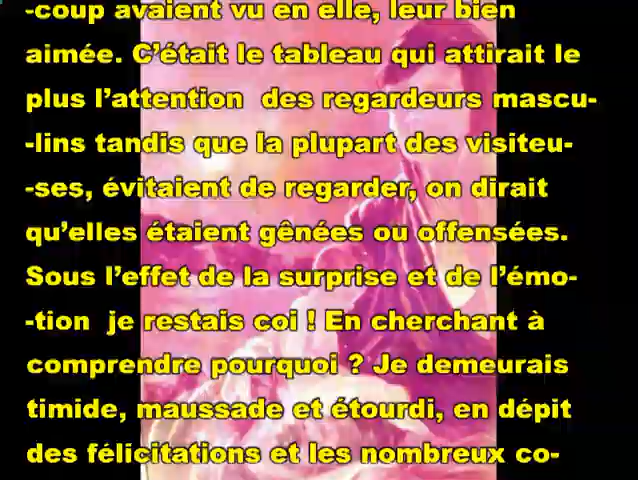 -coup avaient vu en elle, leur bien
aimée. C'était le tableau qui attirait le
plus l'attention  des regardeurs mascu-
-lins tandis que la plupart des visiteu-
-ses, évitaient de regarder, on dirait
qu'elles étaient gênées ou offensées.
Sous l'effet de la surprise et de l'émo-
-tion  je restais coi ! En cherchant à
comprendre pourquoi ? Je demeurais
timide, maussade et étourdi, en dépit
des félicitations et les nombreux co-